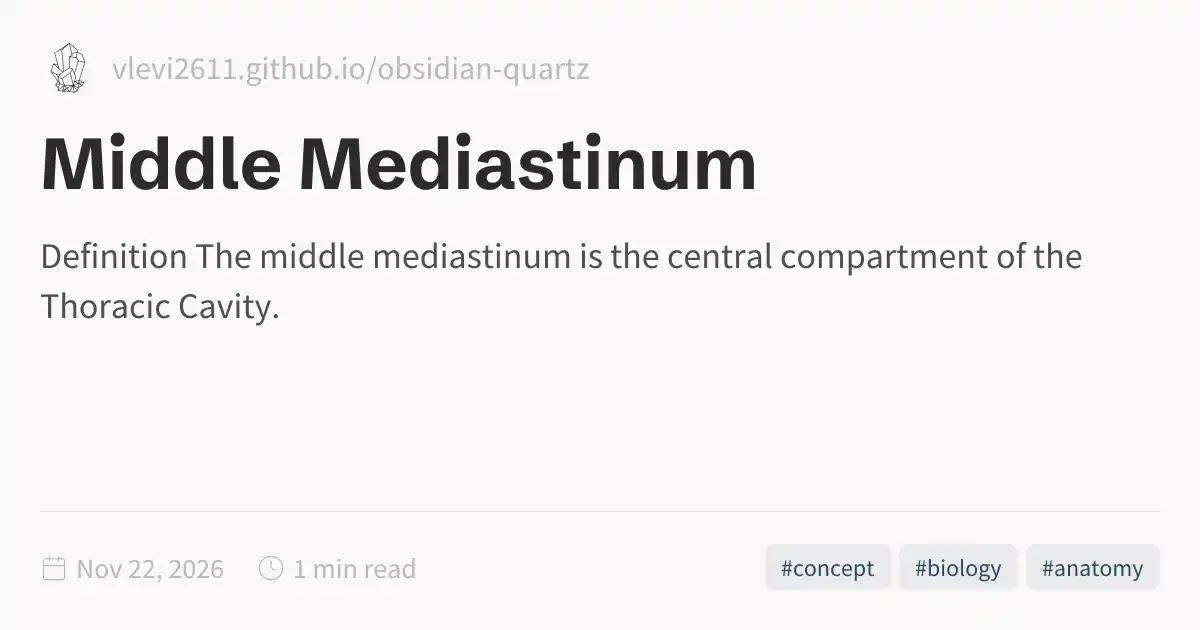 vlevi2611.github.io/obsidian-quartz
Middle Mediastinum
Definition The middle mediastinum is the central compartment of the
Thoracic Cavity.
Nov 22, 2026 1 min read #concept #biology #anatomy